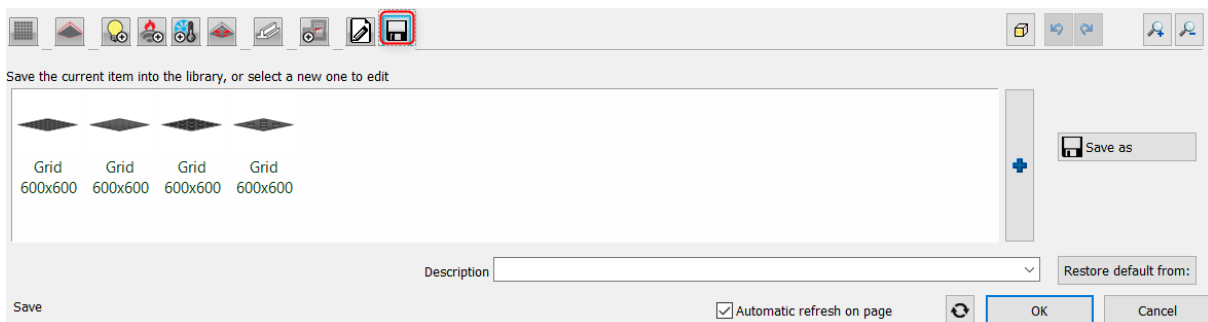 Save the current item into the library, or select a new one to edit
Grid
600x600
Grid
600x600
Grid
600x600
Grid
600x600
Save as
Description
Restore default from:
Save
Automatic refresh on page
OK
Cancel